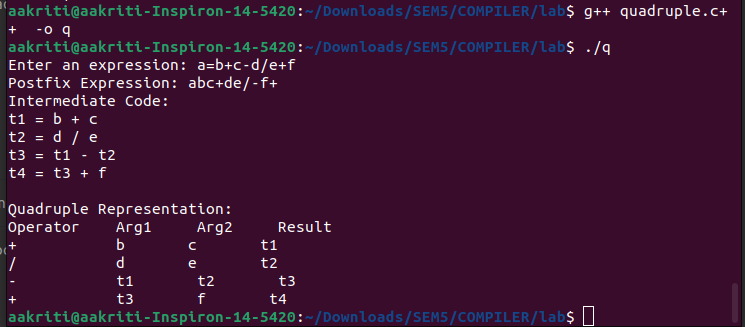 aakriti@aakriti-Inspiron-14-5420:~/Downloads/SEM5/COMPILER/lab$ g++ quadruple.c+
+  -o q
aakriti@aakriti-Inspiron-14-5420:~/Downloads/SEM5/COMPILER/lab$ ./q
Enter an expression: a=b+c-d/e+f
Postfix Expression: abc+de/-f+
Intermediate Code:
t1 = b + c
t2 = d / e
t3 = t1 - t2
t4 = t3 + f
Quadruple Representation:
Operator    Arg1     Arg2     Result
+           b       c       t1
/           d       e       t2
-           t1       t2       t3
+           t3       f       t4
aakriti@aakriti-Inspiron-14-5420:~/Downloads/SEM5/COMPILER/lab$